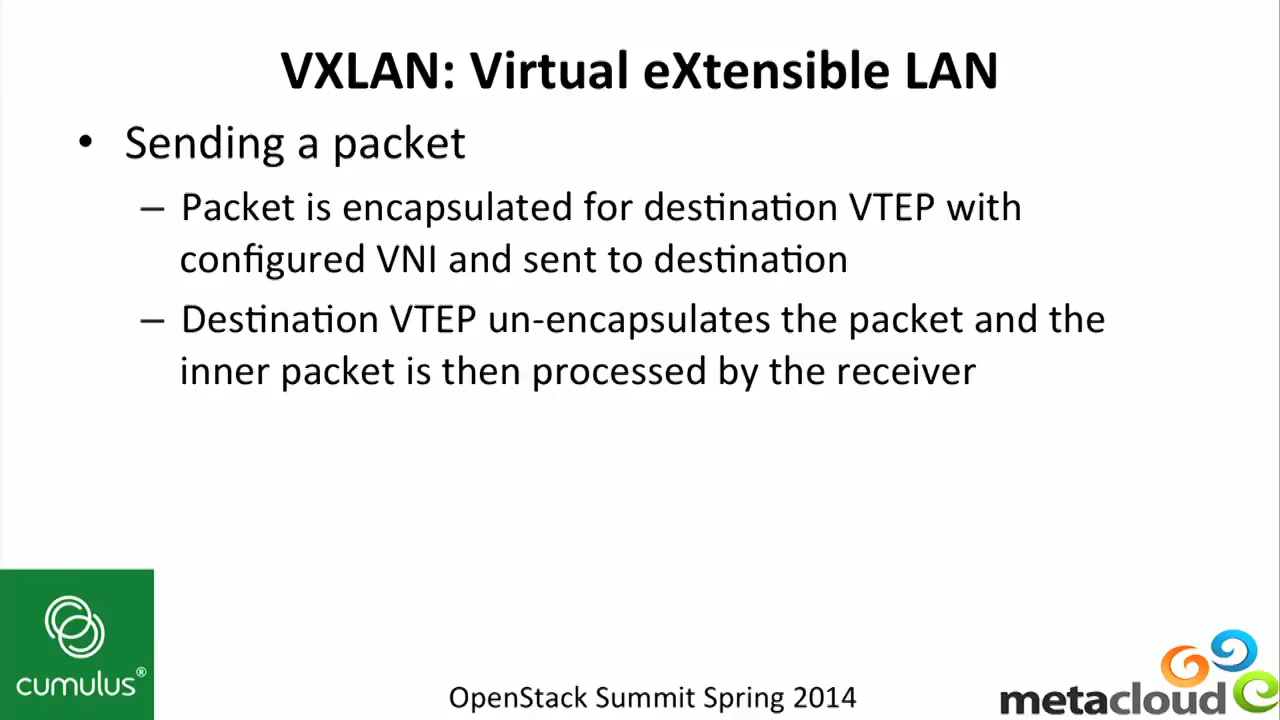 VXLAN: Virtual eXtensible LAN
• Sending a packet
– Packet is encapsulated for destination VTEP with
configured VNI and sent to destination
– Destination VTEP un-encapsulates the packet and the
inner packet is then processed by the receiver
cumulus®
OpenStack Summit Spring 2014
metacloud